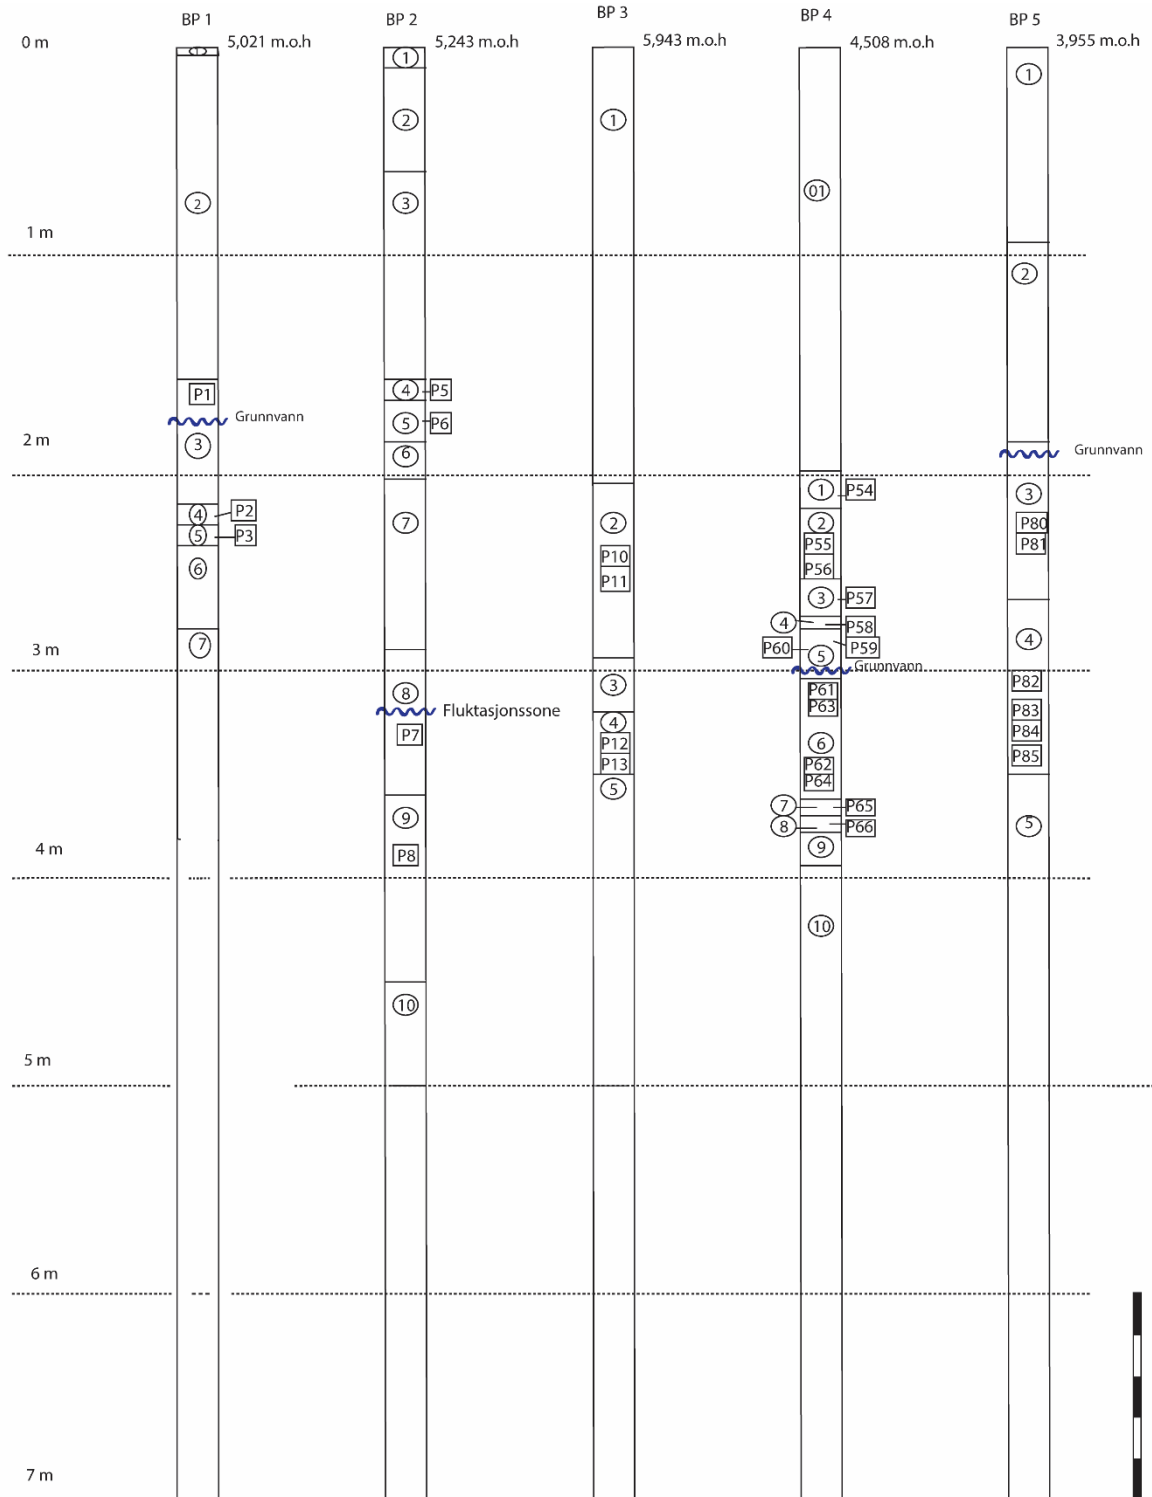 BP 1
BP 2
BP 3
BP 4
BP 5
0 m
5,021 m.o.h
5,243 m.o.h
5,943 m.o.h
4,508 m.o.h
3,955 m.o.h
1
1
1
1
2
2
01
3
1 m
2
P1
4
P5
Grunnvann
5
P6
2 m
3
6
Grunnvann
4
P2
1
P54
3
5
P3
7
2
2
P80
P55
P81
6
P10
P56
P11
3
P57
4
P58
7
P60
P59
4
3 m
5
Grunnvann
8
3
P61
P82
Fluktasjonssone
4
P63
P83
P7
P12
6
P84
P13
P62
P85
5
P64
9
7
P65
8
P66
5
4 m
P8
9
10
10
5 m
6 m
7 m